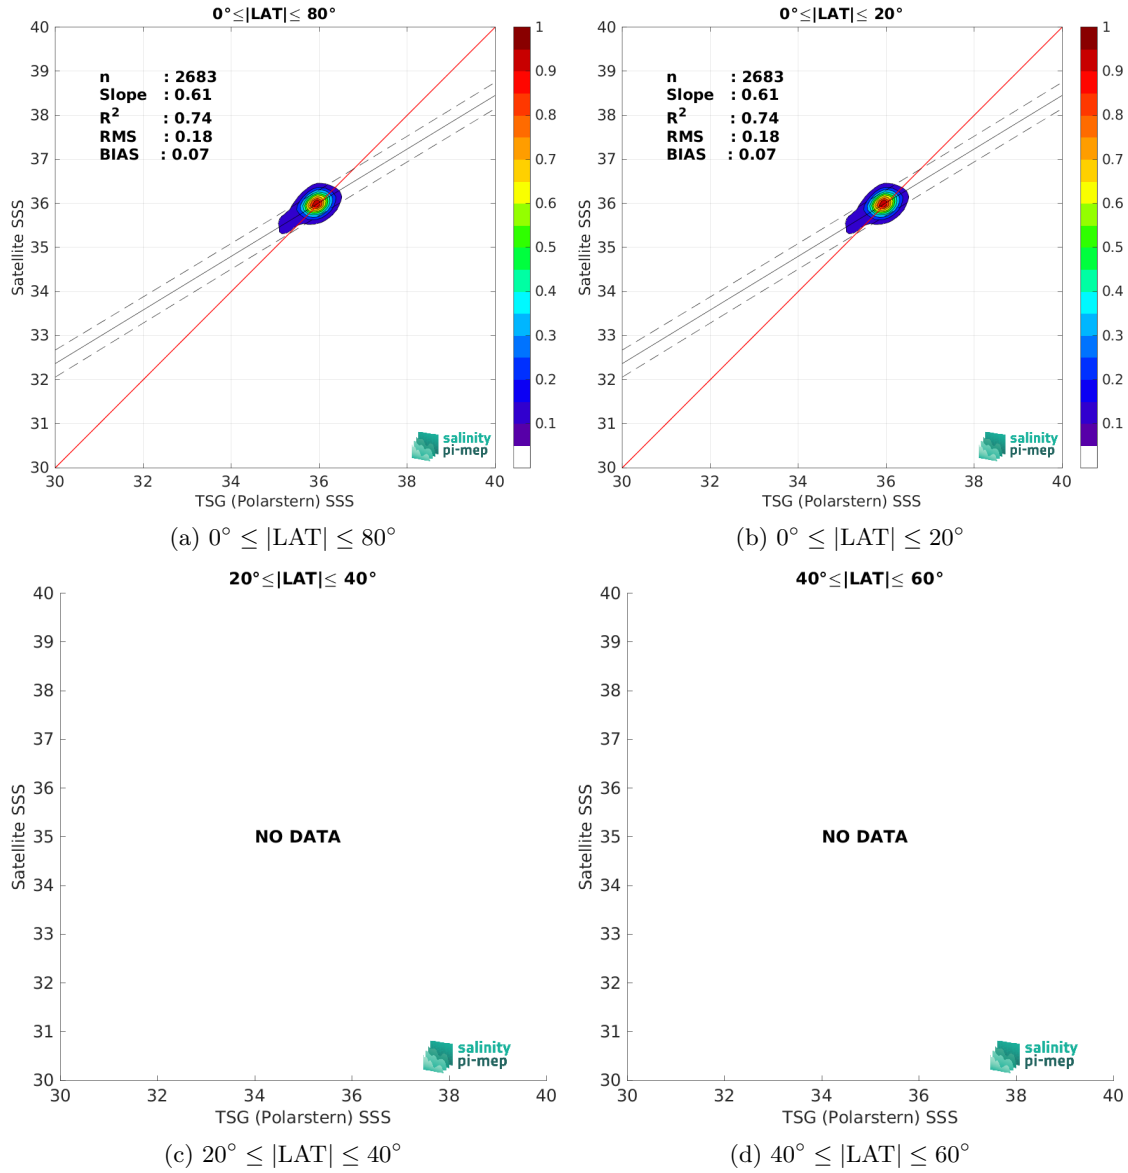 0°≤|LAT|≤ 80°
40
39
38
37
36
35
34
33
32
31
30
Satellite SSS
n : 2683
Slope : 0.61
R² : 0.74
RMS : 0.18
BIAS : 0.07
salinity
pi-mep
30 32 34 36 38 40
TSG (Polarstern) SSS
1
0.9
0.8
0.7
0.6
0.5
0.4
0.3
0.2
0.1
(a) 0° ≤ |LAT| ≤ 80°
0°≤|LAT|≤ 20°
40
39
38
37
36
35
34
33
32
31
30
Satellite SSS
n : 2683
Slope : 0.61
R² : 0.74
RMS : 0.18
BIAS : 0.07
salinity
pi-mep
30 32 34 36 38 40
TSG (Polarstern) SSS
1
0.9
0.8
0.7
0.6
0.5
0.4
0.3
0.2
0.1
(b) 0° ≤ |LAT| ≤ 20°
20°≤|LAT|≤ 40°
40
39
38
37
36
35
34
33
32
31
30
Satellite SSS
NO DATA
salinity
pi-mep
30 32 34 36 38 40
TSG (Polarstern) SSS
(c) 20° ≤ |LAT| ≤ 40°
40°≤|LAT|≤ 60°
40
39
38
37
36
35
34
33
32
31
30
Satellite SSS
NO DATA
salinity
pi-mep
30 32 34 36 38 40
TSG (Polarstern) SSS
(d) 40° ≤ |LAT| ≤ 60°